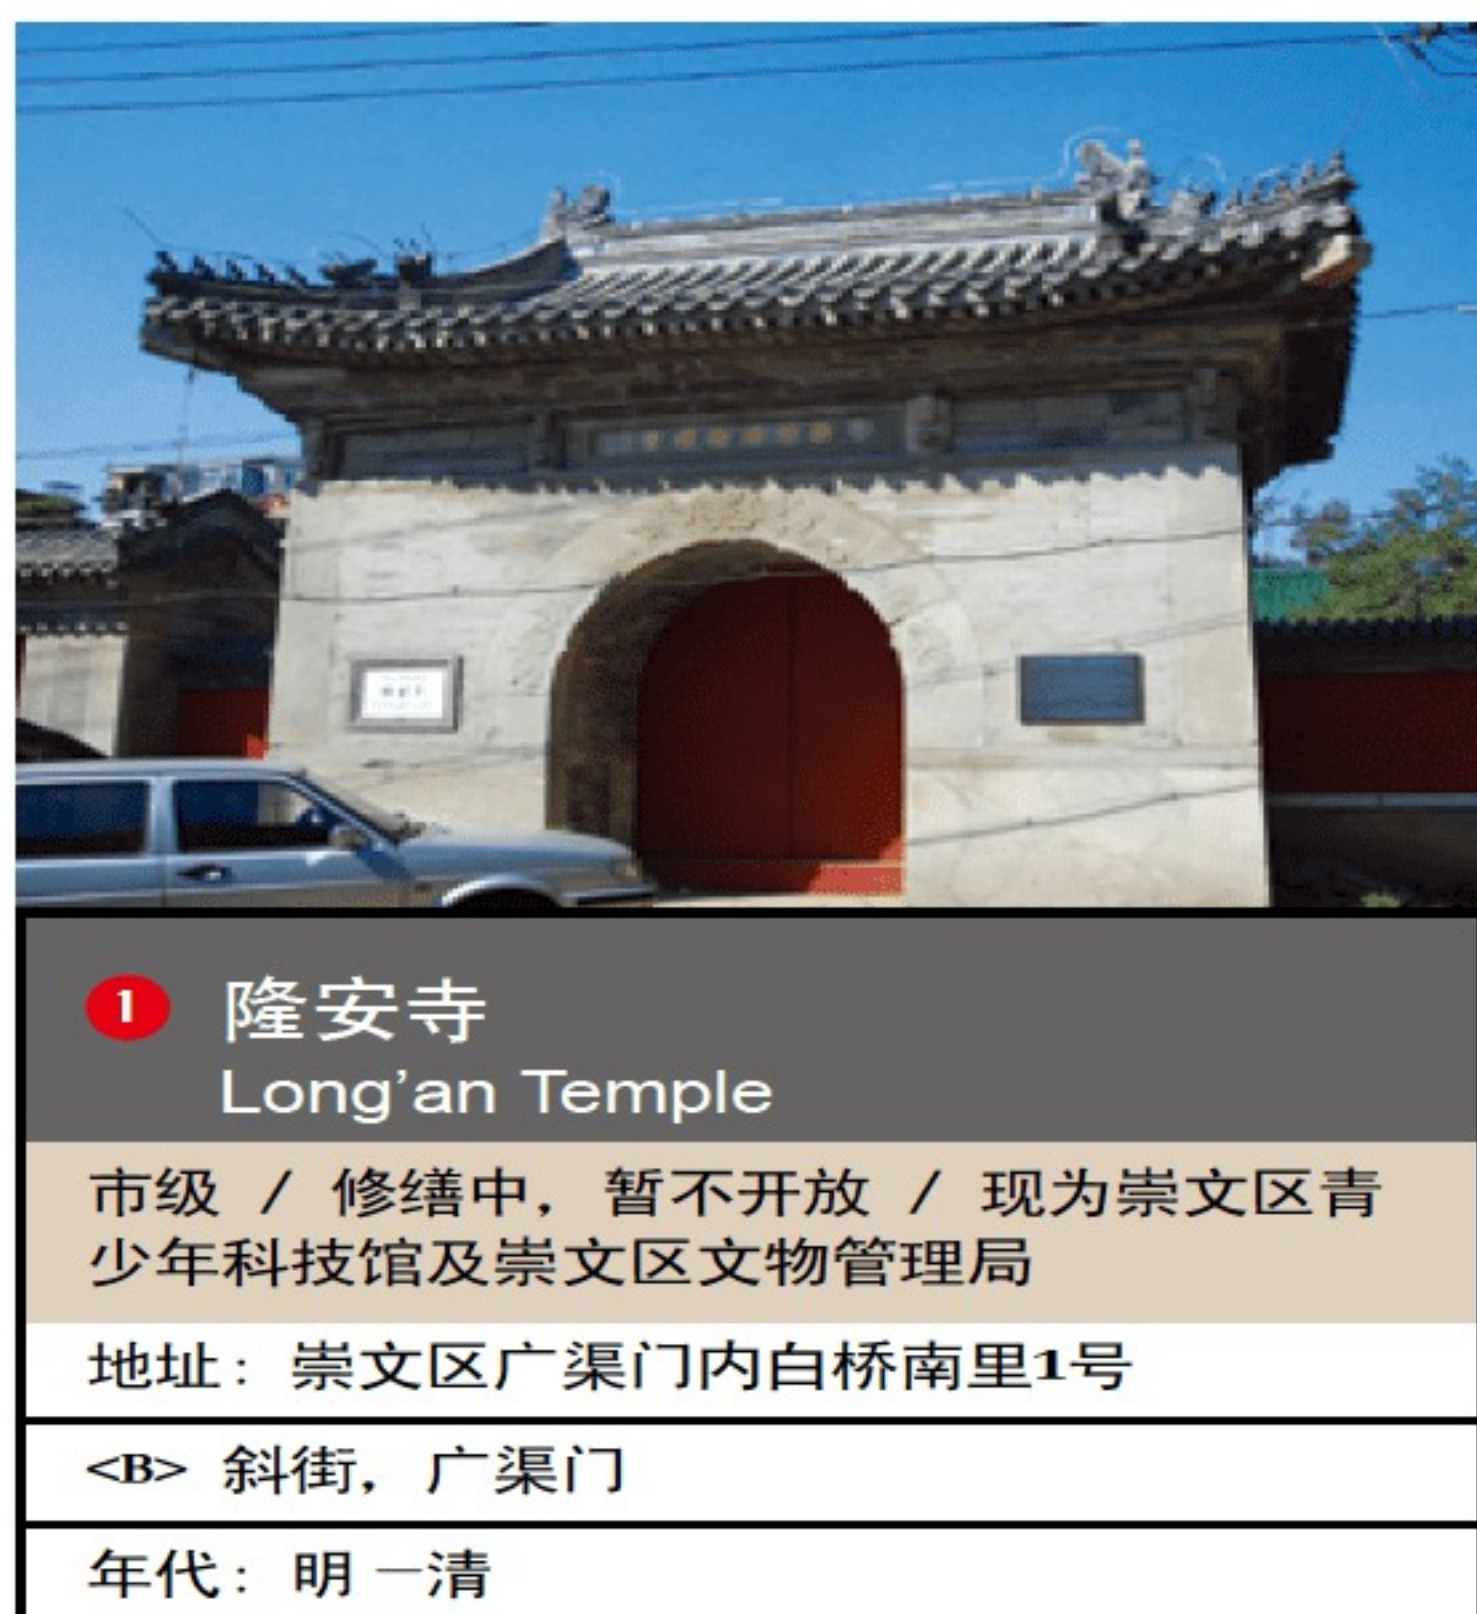 1 隆安寺
Long’an Temple
市级 / 修缮中，暂不开放 / 现为崇文区青
少年科技馆及崇文区文物管理局
地址：崇文区广渠门内白桥南里1号
<B> 斜街，广渠门
年代：明 —清